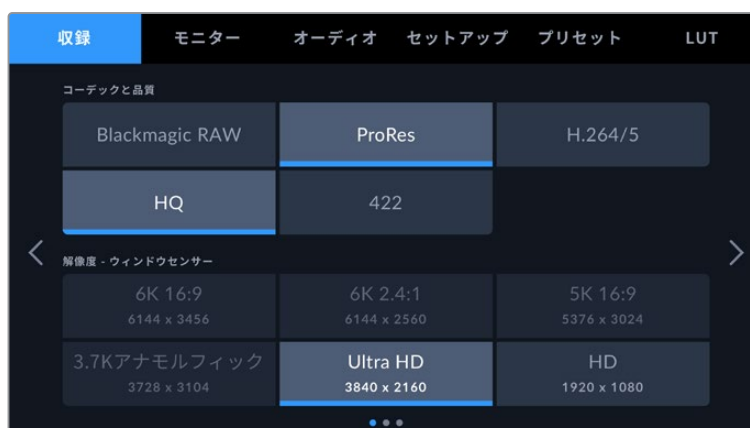 収録 モニター オーディオ セットアップ プリセット LUT
コーデックと品質
Blackmagic RAW ProRes H.264/5
HQ 422
解像度 - ウィンドウセンサー
6K 16:9 6K 2.4:1 5K 16:9
6144 x 3456 6144 x 2560 5376 x 3024
3.7Kアナモルフィック Ultra HD HD
3728 x 3104 3840 x 2160 1920 x 1080